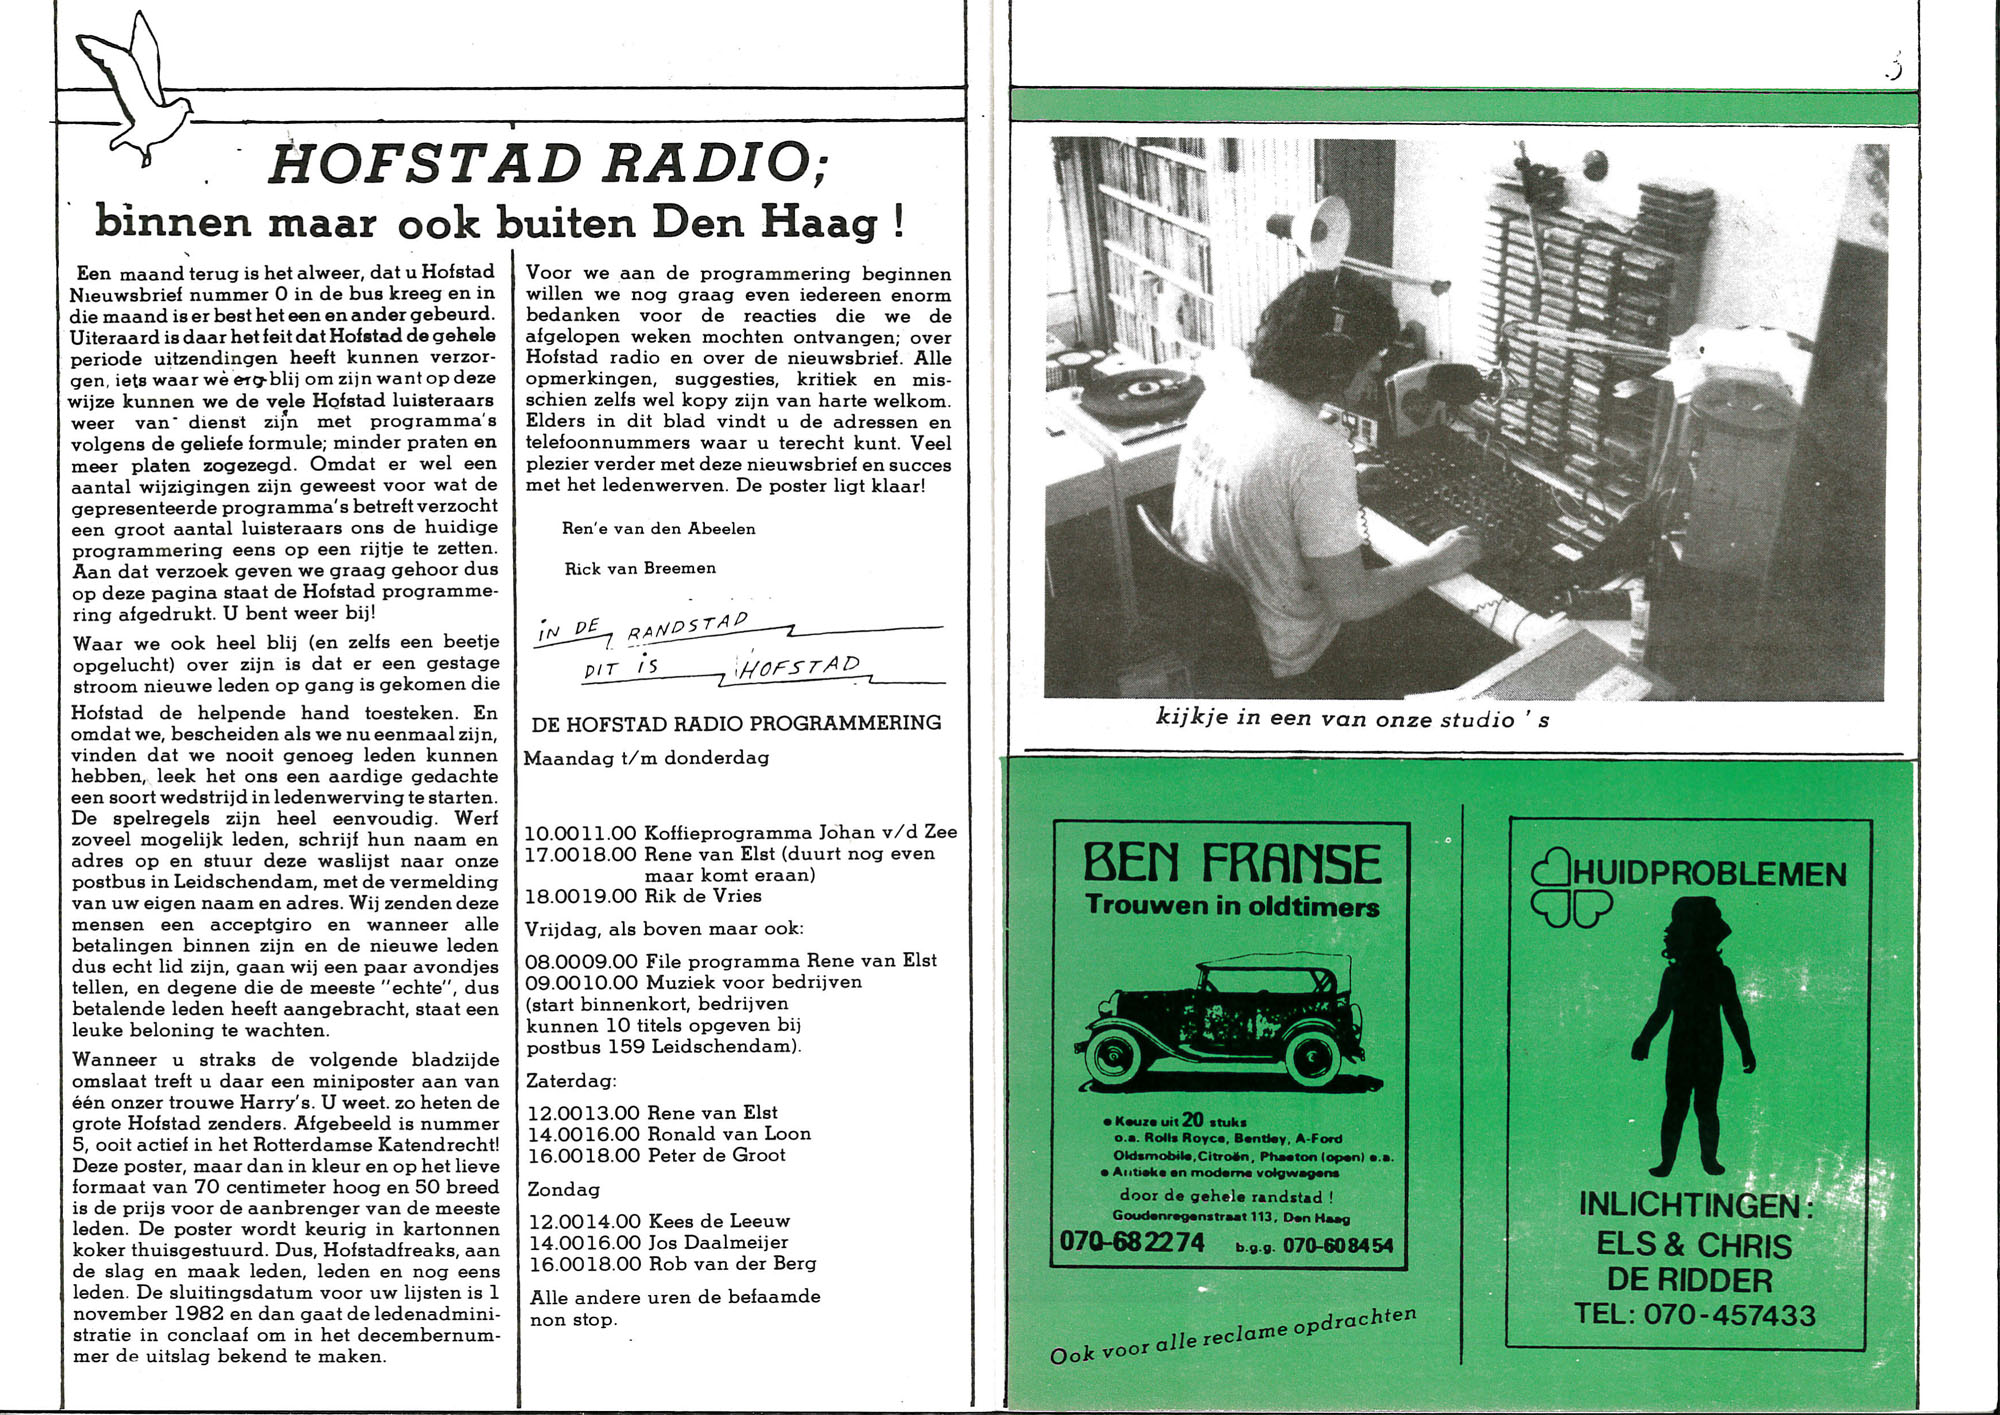 HOFSTAD RADIO;
binnen maar ook buiten Den Haag !
Een maand terug is het alweer, dat u Hofstad
Nieuwsbrief nummer 0 in de bus kreeg en in
die maand is er best het een en ander gebeurd.
Uiteraard is daar het feit dat Hofstad de gehele
periode uitzendingen heeft kunnen verzor-
gen, iets waar we erg blij om zijn want op deze
wijze kunnen we de vele Hofstad luisteraars
weer van dienst zijn met programma's
volgens de geliefe formule; minder praten en
meer platen zogezegd. Omdat er wel een
aantal wijzigingen zijn geweest voor wat de
gepresenteerde programma's betreft verzocht
een groot aantal luisteraars ons de huidige
programmering eens op een rijtje te zetten.
Aan dat verzoek geven we graag gehoor dus
op deze pagina staat de Hofstad programme-
ring afgedrukt. U bent weer bij!
Waar we ook heel blij (en zelfs een beetje
opgelucht) over zijn is dat er een gestage
stroom nieuwe leden op gang is gekomen die
Hofstad de helpende hand toesteken. En
omdat we, bescheiden als we nu eenmaal zijn,
vinden dat we nooit genoeg leden kunnen
hebben, leek het ons een aardige gedachte
een soort wedstrijd in ledenwerving te starten.
De spelregels zijn heel eenvoudig. Werf
zoveel mogelijk leden, schrijf hun naam en
adres op en stuur deze waslijst naar onze
postbus in Leidschendam, met de vermelding
van uw eigen naam en adres. Wij zenden deze
mensen een acceptgiro en wanneer alle
betalingen binnen zijn en de nieuwe leden
dus echt lid zijn, gaan wij een paar avondjes
tellen, en degene die de meeste "echte", dus
betalende leden heeft aangebracht, staat een
leuke beloning te wachten.
Wanneer u straks de volgende bladzijde
omslaat treft u daar een miniposter aan van
één onzer trouwe Harry's. U weet. zo heten de
grote Hofstad zenders. Afgebeeld is nummer
5, ooit actief in het Rotterdamse Katendrecht!
Deze poster, maar dan in kleur en op het lieve
formaat van 70 centimeter hoog en 50 breed
is de prijs voor de aanbrenger van de meeste
leden. De poster wordt keurig in kartonnen
koker thuisgestuurd. Dus, Hofstadfreaks, aan
de slag en maak leden, leden en nog eens
leden. De sluitingsdatum voor uw lijsten is 1
november 1982 en dan gaat de ledenadmini-
stratie in conclaaf om in het decembernum-
mer de uitslag bekend te maken.
Voor we aan de programmering beginnen
willen we nog graag even iedereen enorm
bedanken voor de reacties die we de
afgelopen weken mochten ontvangen; over
Hofstad radio en over de nieuwsbrief. Alle
opmerkingen, suggesties, kritiek en mis-
schien zelfs wel kopy zijn van harte welkom.
Elders in dit blad vindt u de adressen en
telefoonnummers waar u terecht kunt. Veel
plezier verder met deze nieuwsbrief en succes
met het ledenwerven. De poster ligt klaar!
Ren'e van den Abeelen
Rick van Breemen
IN DE RANDSTAD
DIT IS HOFSTAD
DE HOFSTAD RADIO PROGRAMMERING
Maandag t/m donderdag
10.0011.00 Koffieprogramma Johan v/d Zee
17.0018.00 Rene van Elst (duurt nog even
maar komt eraan)
18.0019.00 Rik de Vries
Vrijdag, als boven maar ook:
08.0009.00 File programma Rene van Elst
09.0010.00 Muziek voor bedrijven
(start binnenkort, bedrijven
kunnen 10 titels opgeven bij
postbus 159 Leidschendam).
Zaterdag:
12.0013.00 Rene van Elst
14.0016.00 Ronald van Loon
16.0018.00 Peter de Groot
Zondag
12.0014.00 Kees de Leeuw
14.0016.00 Jos Daalmeijer
16.0018.00 Rob van der Berg
Alle andere uren de befaamde
non stop.
3
kijkje in een van onze studio 's
BEN FRANSE
Trouwen in oldtimers
• Keuze uit 20 stuks
o.a. Rolls Royce, Bentley, A-Ford
Oldsmobile, Citroën, Phaeton (open) e.a.
• Antieke en moderne volgwagens
door de gehele randstad !
Goudenregenstraat 113, Den Haag
070-682274 b.g.g. 070-608454
Ook voor alle reclame opdrachten
HUIDPROBLEMEN
INLICHTINGEN:
ELS & CHRIS
DE RIDDER
TEL: 070-457433